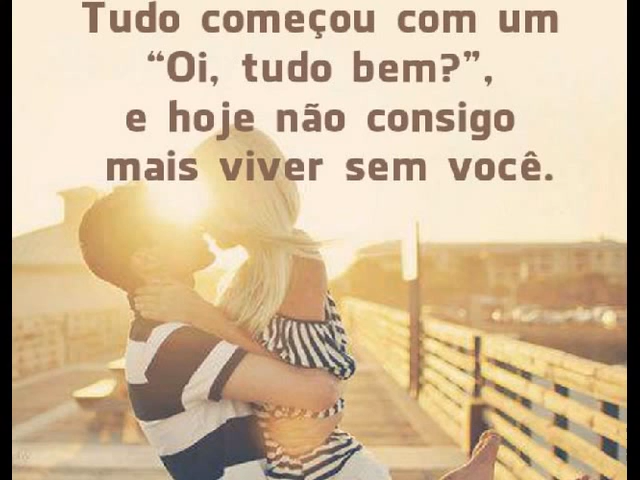 Tudo começou com um
“Oi, tudo bem?”,
e hoje não consigo
mais viver sem você.